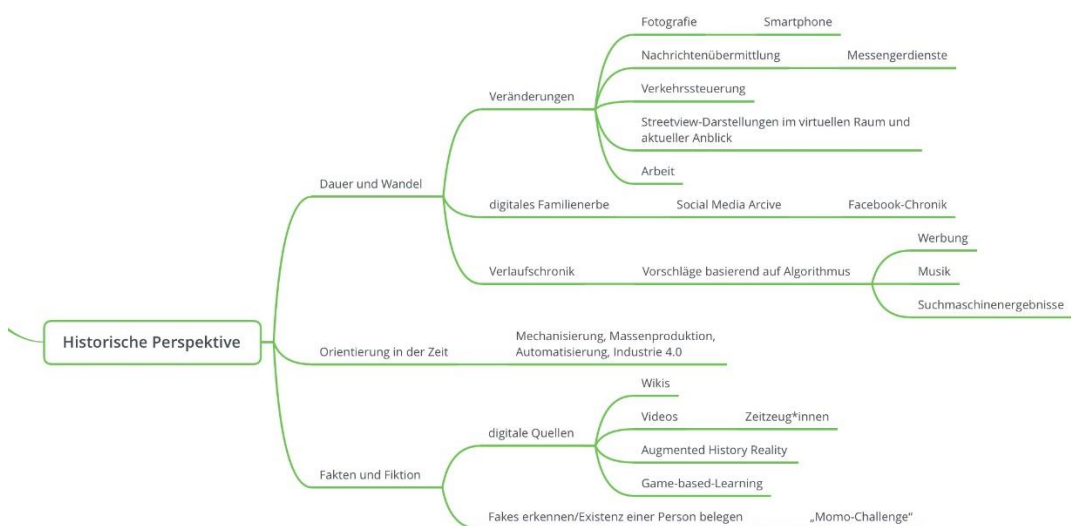 Historische Perspektive
Dauer und Wandel
Veränderungen
Fotografie
Smartphone
Nachrichtenübermittlung
Messengerdienste
Verkehrssteuerung
Streetview-Darstellungen im virtuellen Raum und
aktueller Anblick
Arbeit
digitales Familienerbe
Social Media Arcive
Facebook-Chronik
Verlaufschronik
Vorschläge basierend auf Algorithmus
Werbung
Musik
Suchmaschinenergebnisse
Orientierung in der Zeit
Mechanisierung, Massenproduktion,
Automatisierung, Industrie 4.0
Fakten und Fiktion
digitale Quellen
Wikis
Videos
Zeitzeug*innen
Augmented History Reality
Game-based-Learning
Fakes erkennen/Existenz einer Person belegen
„Momo-Challenge“